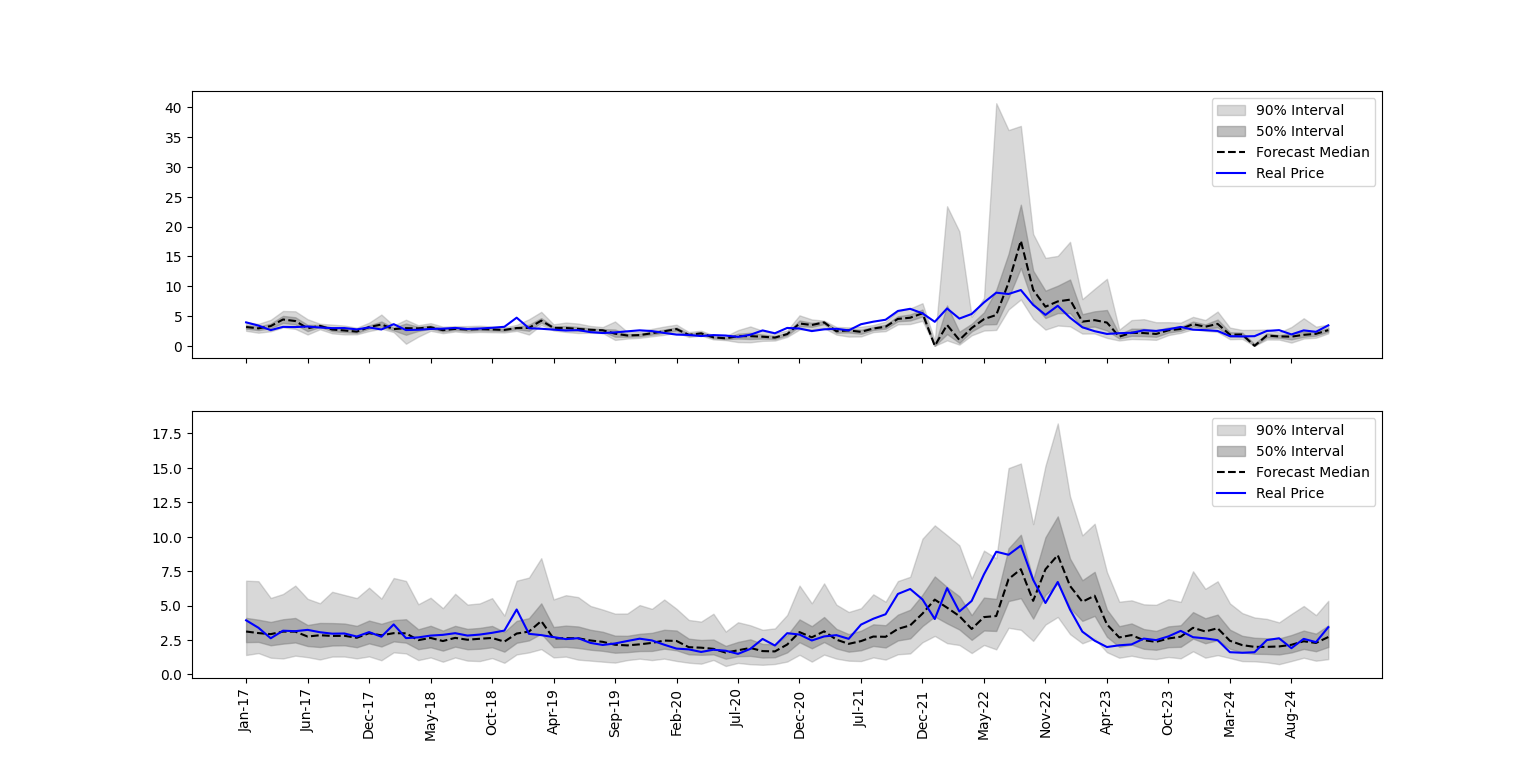 40
35
30
25
20
15
10
5
0
90% Interval
50% Interval
Forecast Median
Real Price
17.5
15.0
12.5
10.0
7.5
5.0
2.5
0.0
90% Interval
50% Interval
Forecast Median
Real Price
Jan-17
Jun-17
Dec-17
May-18
Oct-18
Apr-19
Sep-19
Feb-20
Jul-20
Dec-20
Jul-21
Dec-21
May-22
Nov-22
Apr-23
Oct-23
Mar-24
Aug-24